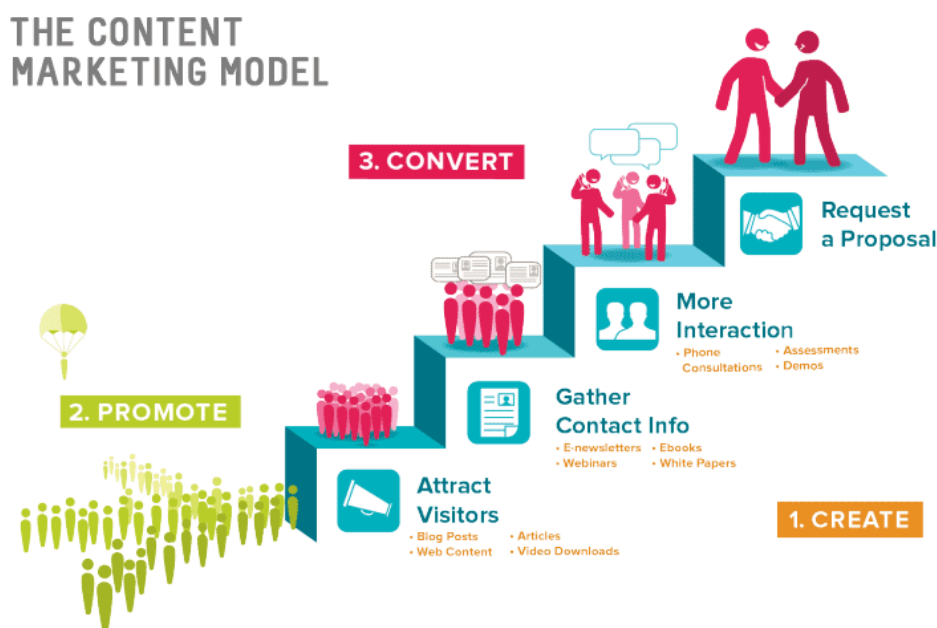 THE CONTENT
MARKETING MODEL
3. CONVERT
Request
a Proposal
More
Interaction
• Phone
Consultations
• Assessments
• Demos
2. PROMOTE
Gather
Contact Info
• E-newsletters
• Webinars
• Ebooks
• White Papers
Attract
Visitors
• Blog Posts
• Web Content
• Articles
• Video Downloads
1. CREATE